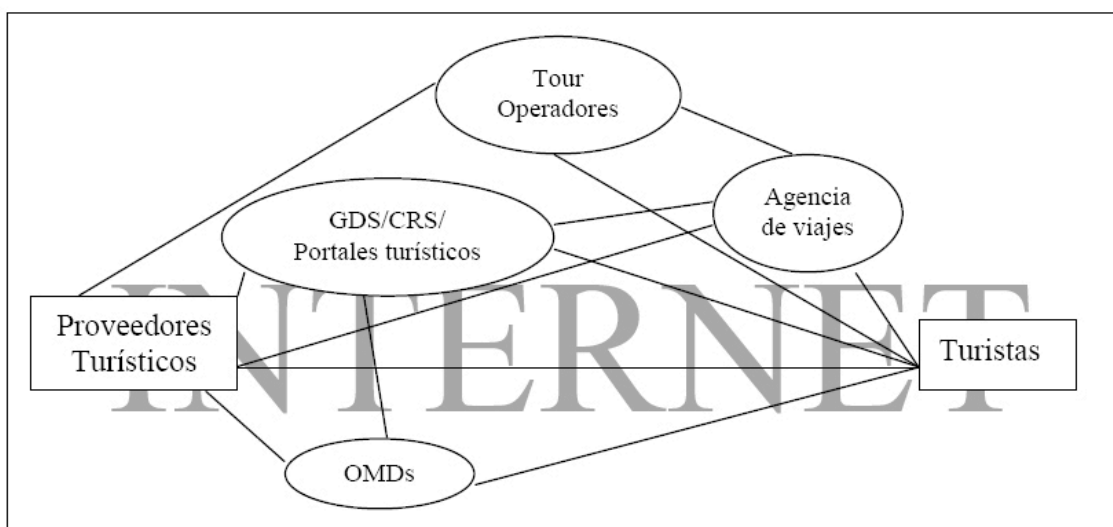 Tour
Operadores
Agencia
de viajes
GDS/CRS/
Portales turísticos
Proveedores
Turísticos
Turistas
INTERNET
OMDs